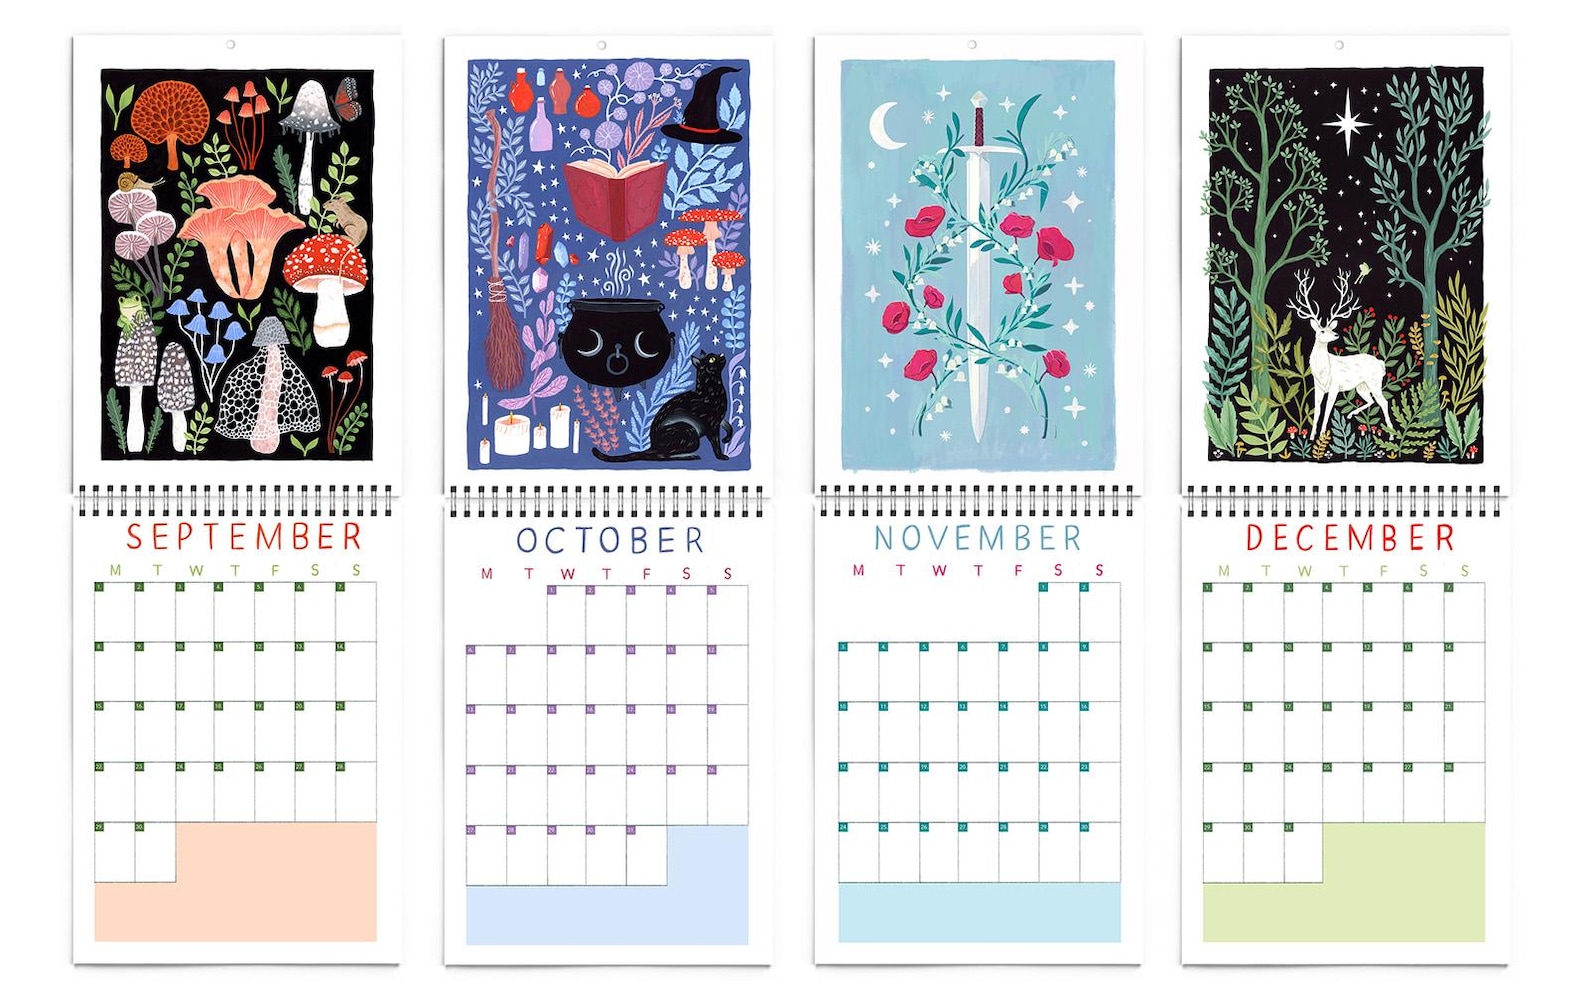 SEPTEMBER
M T W T F S S
1. 2. 3. 4. 5. 6. 7.
8. 9. 10. 11. 12. 13. 14.
15. 16. 17. 18. 19. 20. 21.
22. 23. 24. 25. 26. 27. 28.
29. 30.
OCTOBER
M T W T F S S
1. 2. 3. 4. 5.
6. 7. 8. 9. 10. 11. 12.
13. 14. 15. 16. 17. 18. 19.
20. 21. 22. 23. 24. 25. 26.
27. 28. 29. 30. 31.
NOVEMBER
M T W T F S S
1. 2.
3. 4. 5. 6. 7. 8. 9.
10. 11. 12. 13. 14. 15. 16.
17. 18. 19. 20. 21. 22. 23.
24. 25. 26. 27. 28. 29. 30.
DECEMBER
M T W T F S S
1. 2. 3. 4. 5. 6. 7.
8. 9. 10. 11. 12. 13. 14.
15. 16. 17. 18. 19. 20. 21.
22. 23. 24. 25. 26. 27. 28.
29. 30. 31.